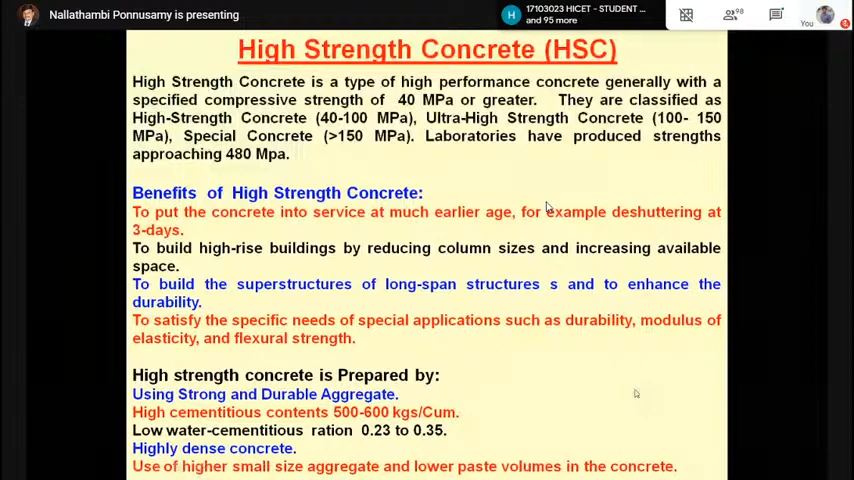 Nallathambi Ponnusamy is presenting
17103023 HICET - STUDENT ...
and 95 more
H
98
You
High Strength Concrete (HSC)
High Strength Concrete is a type of high performance concrete generally with a
specified compressive strength of 40 MPa or greater. They are classified as
High-Strength Concrete (40-100 MPa), Ultra-High Strength Concrete (100- 150
MPa), Special Concrete (>150 MPa). Laboratories have produced strengths
approaching 480 Mpa.
Benefits of High Strength Concrete:
To put the concrete into service at much earlier age, for example deshuttering at
3-days.
To build high-rise buildings by reducing column sizes and increasing available
space.
To build the superstructures of long-span structures s and to enhance the
durability.
To satisfy the specific needs of special applications such as durability, modulus of
elasticity, and flexural strength.
High strength concrete is Prepared by:
Using Strong and Durable Aggregate.
High cementitious contents 500-600 kgs/Cum.
Low water-cementitious ration 0.23 to 0.35.
Highly dense concrete.
Use of higher small size aggregate and lower paste volumes in the concrete.